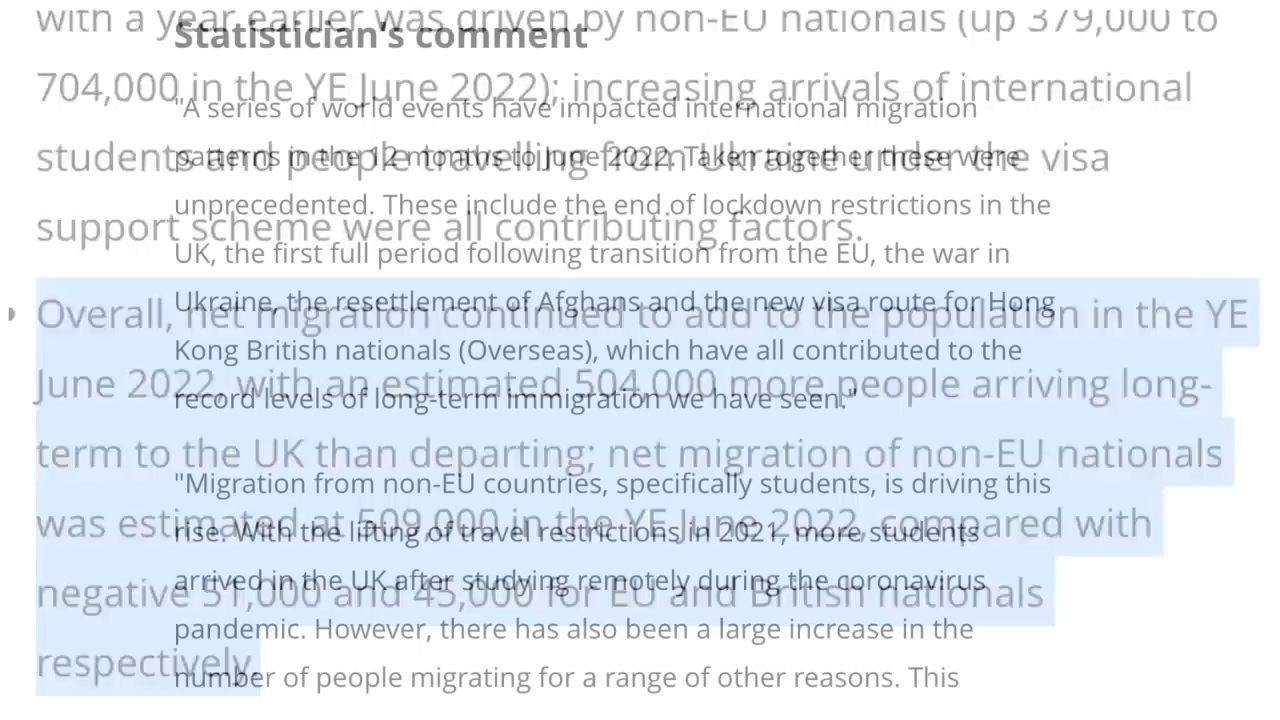 with a year earlier was driven by non-EU nationals (up 379,000 to
704,000 in the YE June 2022); increasing arrivals of international
students and people travelling from Ukraine under the visa
support scheme were all contributing factors.
Overall, net migration continued to add to the population in the YE
June 2022, with an estimated 504,000 more people arriving long-
term to the UK than departing; net migration of non-EU nationals
was estimated at 509,000 in the YE June 2022, compared with
negative 51,000 and 45,000 for EU and British nationals
respectively.
Statistician's comment
"A series of world events have impacted international migration
patterns in the 12 months to June 2022. Taken together these were
unprecedented. These include the end of lockdown restrictions in the
UK, the first full period following transition from the EU, the war in
Ukraine, the resettlement of Afghans and the new visa route for Hong
Kong British nationals (Overseas), which have all contributed to the
record levels of long-term immigration we have seen."
"Migration from non-EU countries, specifically students, is driving this
rise. With the lifting of travel restrictions in 2021, more students
arrived in the UK after studying remotely during the coronavirus
pandemic. However, there has also been a large increase in the
number of people migrating for a range of other reasons. This